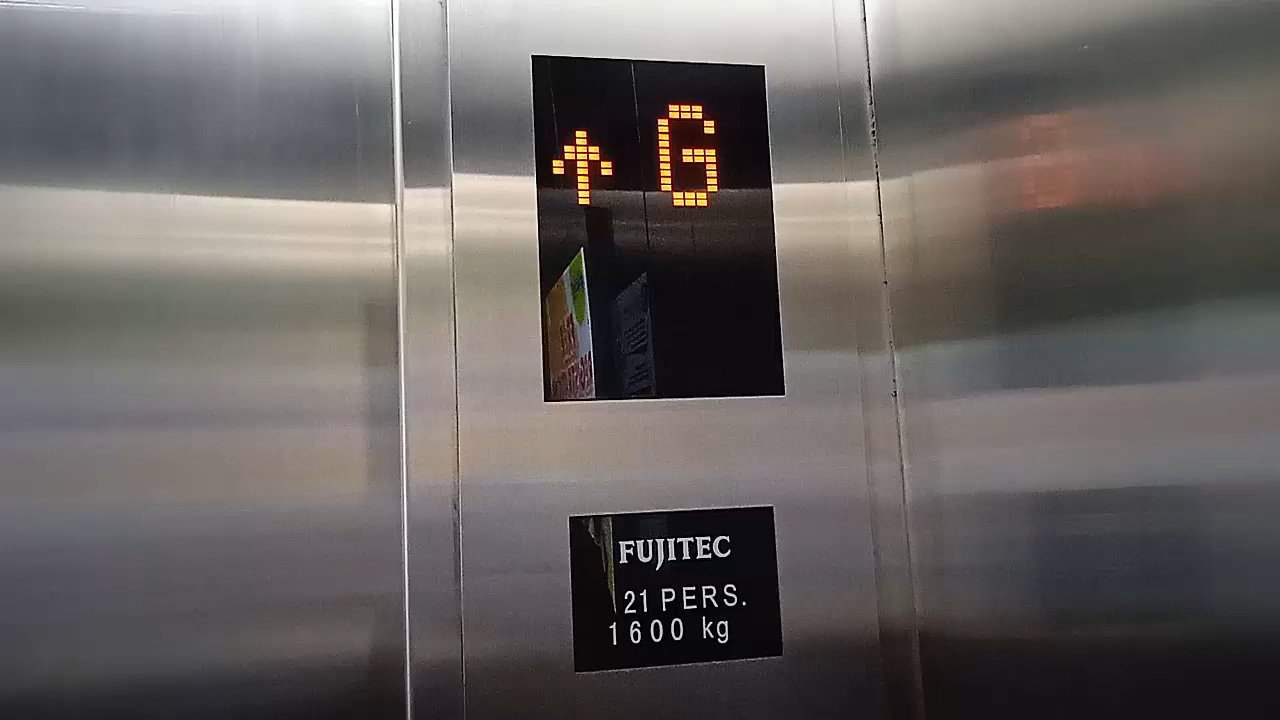 ↑ G
FUJITEC
21 PERS.
1600 kg